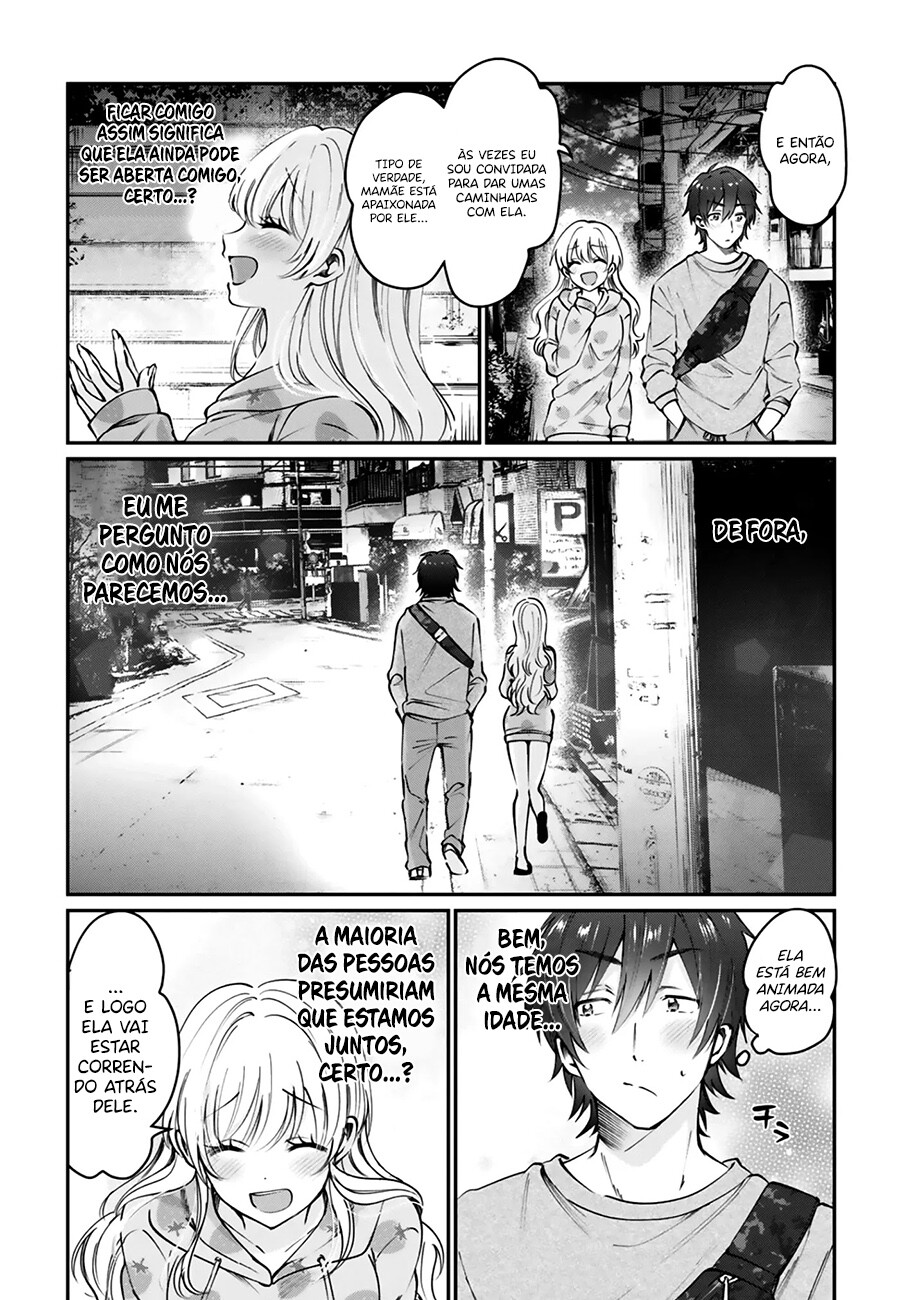 E ENTÃO
AGORA,
ÀS VEZES EU
SOU CONVIDADA
PARA DAR UMAS
CAMINHADAS
COM ELA.
TIPO DE
VERDADE,
MAMÃE ESTÁ
APAIXONADA
POR ELE...
FICAR COMIGO
ASSIM SIGNIFICA
QUE ELA AINDA PODE
SER ABERTA COMIGO,
CERTO...?
DE FORA,
P
EU ME
PERGUNTO
COMO NÓS
PARECEMOS...
ELA
ESTÁ BEM
ANIMADA
AGORA...
BEM,
NÓS TEMOS
A MESMA
IDADE...
チラ
A MAIORIA
DAS PESSOAS
PRESUMIRIAM
QUE ESTAMOS
JUNTOS,
CERTO...?
...
E LOGO
ELA VAI
ESTAR
CORREN-
DO ATRÁS
DELE.